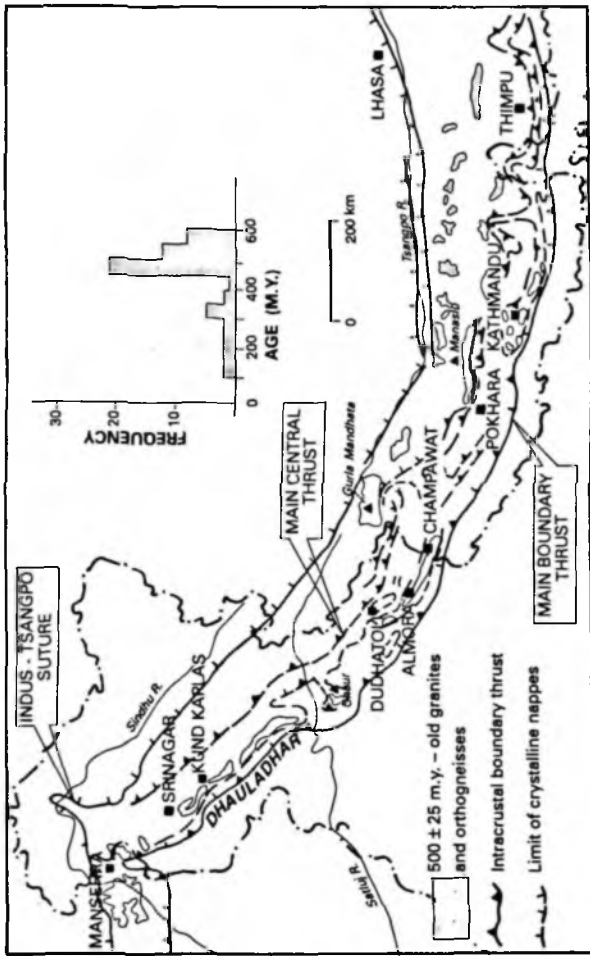 INDUS - TSANGPO
SUTURE
MANSEHRA
SRINAGAR
KUND KAPLAS
Sindhu R.
DHAULADHAR
Satluj R.
MAIN CENTRAL
THRUST
Gurla Mandhata
DUDHATOLI
ALMORA
CHAMPAWAT
POKHARA
KATHMANDU
Manaslu
Tsangpo R.
LHASA
THIMPU
MAIN BOUNDARY
THRUST
FREQUENCY
30-
20-
10-
0
200
400
600
AGE (M.Y.)
0
200 km
500 ± 25 m.y. – old granites
and orthogneisses
Intracrustal boundary thrust
Limit of crystalline nappes